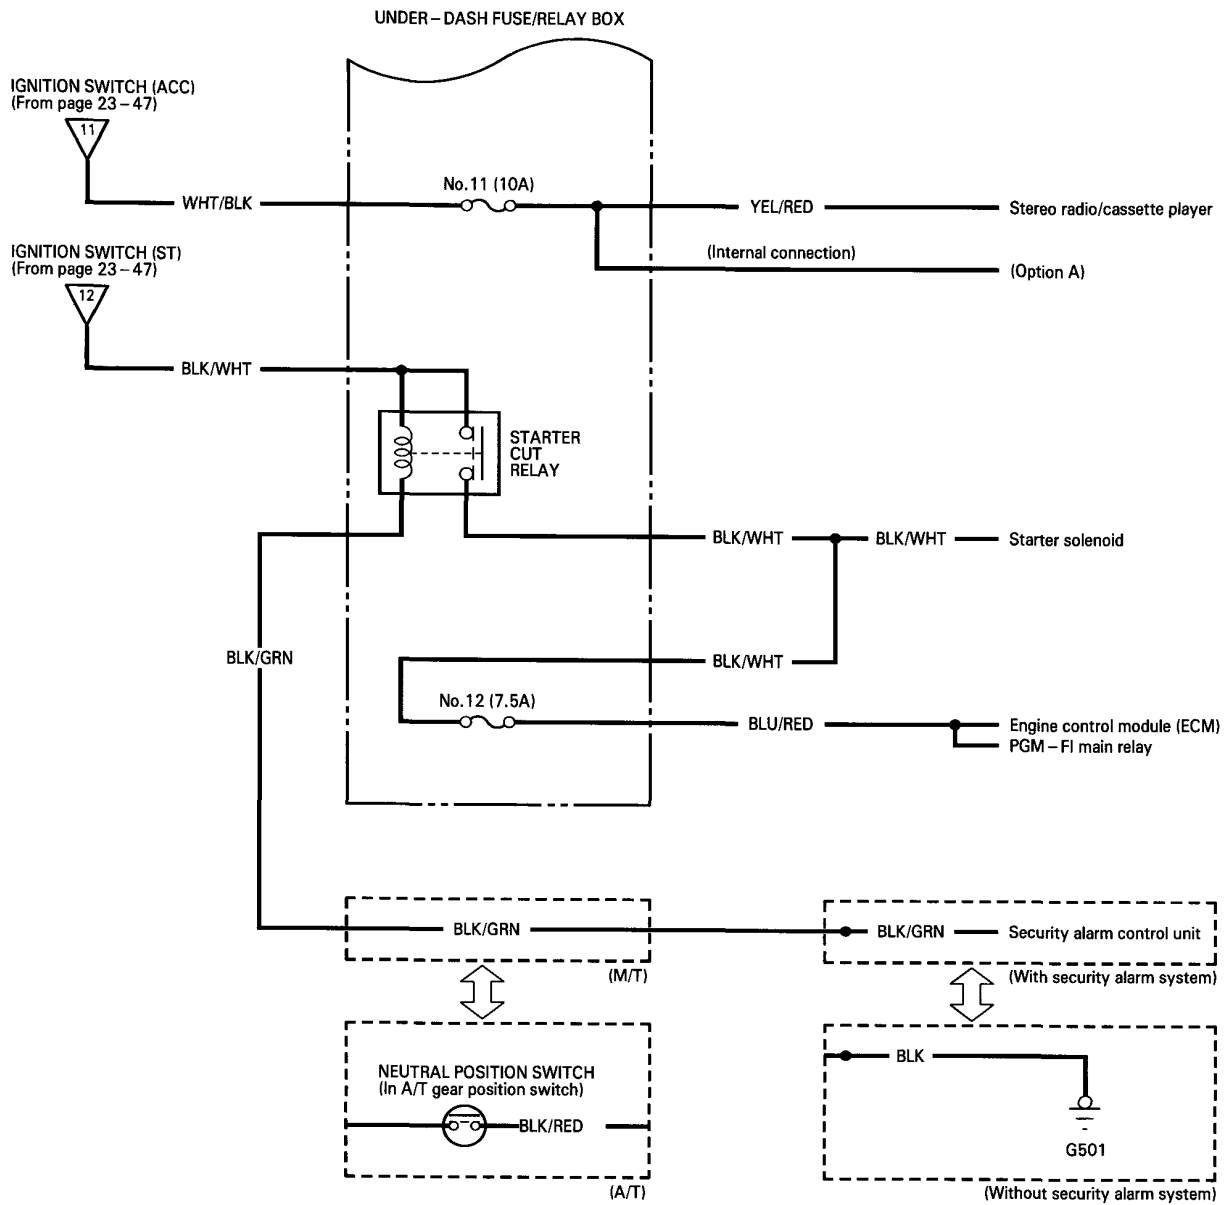 UNDER – DASH FUSE/RELAY BOX
IGNITION SWITCH (ACC)
(From page 23 – 47)
11
WHT/BLK
No.11 (10A)
YEL/RED
Stereo radio/cassette player
(Internal connection)
(Option A)
IGNITION SWITCH (ST)
(From page 23 – 47)
12
BLK/WHT
STARTER
CUT
RELAY
BLK/WHT
BLK/WHT
Starter solenoid
BLK/GRN
BLK/WHT
No.12 (7.5A)
BLU/RED
Engine control module (ECM)
PGM – FI main relay
BLK/GRN
(M/T)
BLK/GRN
Security alarm control unit
(With security alarm system)
NEUTRAL POSITION SWITCH
(In A/T gear position switch)
BLK/RED
(A/T)
BLK
G501
(Without security alarm system)